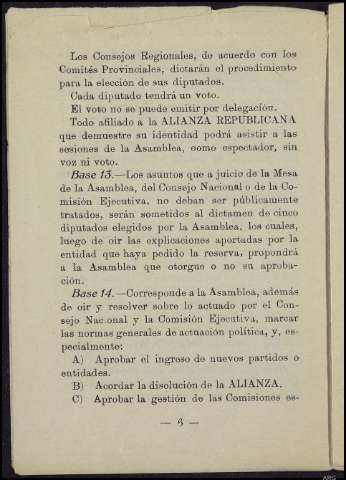 Los Consejos Regionales, de acuerdo con los
Comités Provinciales, dictarán el procedimiento
para la elección de sus diputados.
Cada diputado tendrá un voto.
El voto no se puede emitir por delegación.
Todo afiliado a la ALIANZA REPUBLICANA
que demuestre su identidad podrá asistir a las
sesiones de la Asamblea, como espectador, sin
voz ni voto.
Base 13.—Los asuntos que a juicio de la Mesa
de la Asamblea, del Consejo Nacional o de la Co-
misión Ejecutiva, no deban ser públicamente
tratados, serán sometidos al dictamen de cinco
diputados elegidos por la Asamblea, los cuales,
luego de oir las explicaciones aportadas por la
entidad que haya pedido la reserva, propondrá
a la Asamblea que otorgue o no su aproba-
ción.
Base 14.—Corresponde a la Asamblea, además
de oir y resolver sobre lo actuado por el Con-
sejo Nacional y la Comisión Ejecutiva, marcar
las normas generales de actuación política, y, es-
pecialmente:
A) Aprobar el ingreso de nuevos partidos o
entidades.
B) Acordar la disolución de la ALIANZA.
C) Aprobar la gestión de las Comisiones es-